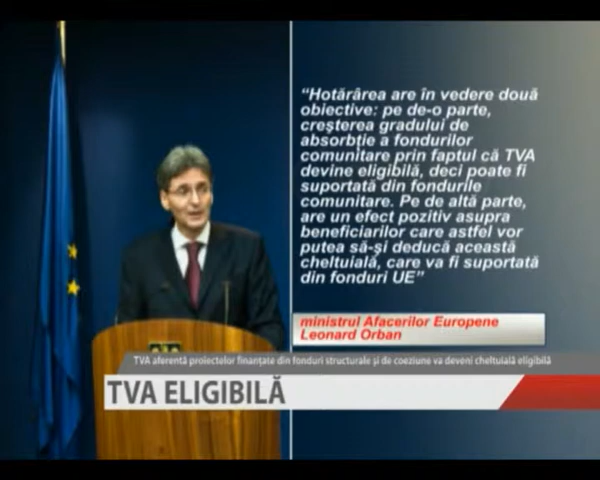 “Hotărârea are în vedere două
obiective: pe de-o parte,
creşterea gradului de
absorbţie a fondurilor
comunitare prin faptul că TVA
devine eligibilă, deci poate fi
suportată din fondurile
comunitare. Pe de altă parte,
are un efect pozitiv asupra
beneficiarilor care astfel vor
putea să-şi deducă această
cheltuială, care va fi suportată
din fonduri UE”
ministrul Afacerilor Europene
Leonard Orban
TVA aferentă proiectelor finanţate din fonduri structurale şi de coeziune va deveni cheltuială eligibilă
TVA ELIGIBILĂ